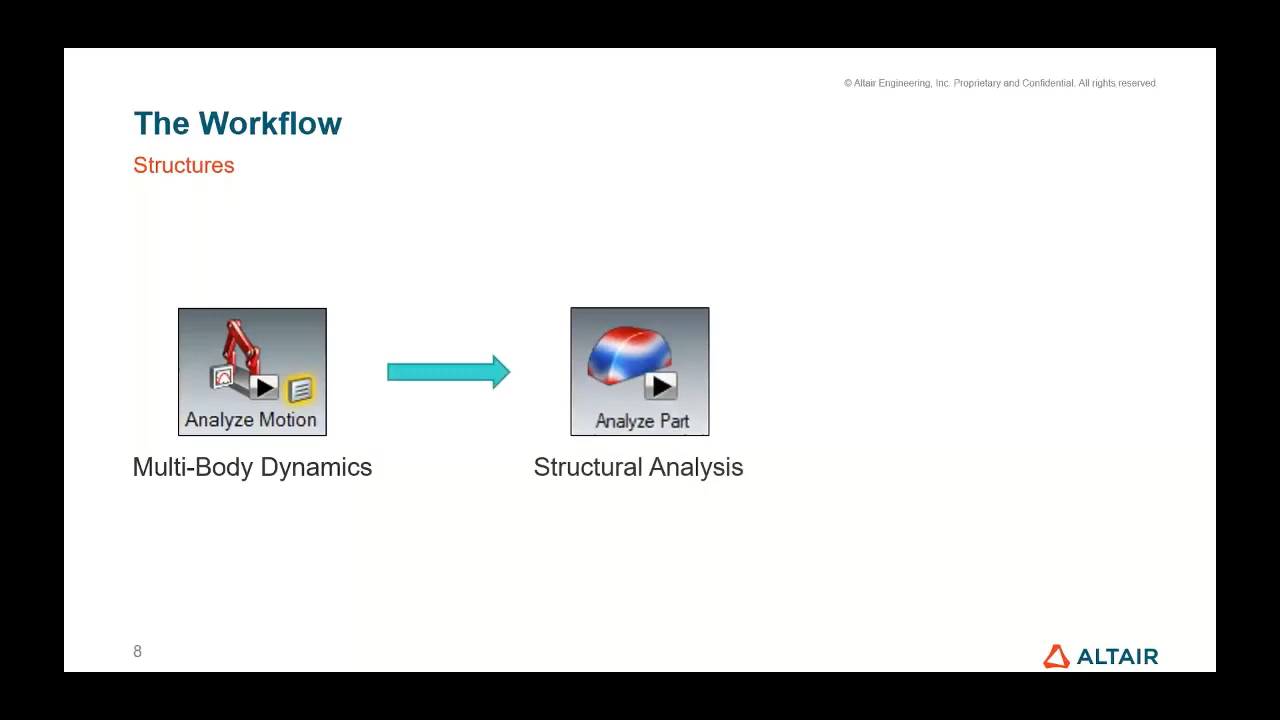 © Altair Engineering, Inc. Proprietary and Confidential. All rights reserved.
The Workflow
Structures
Analyze Motion
Analyze Part
Multi-Body Dynamics
Structural Analysis
8
ALTAIR